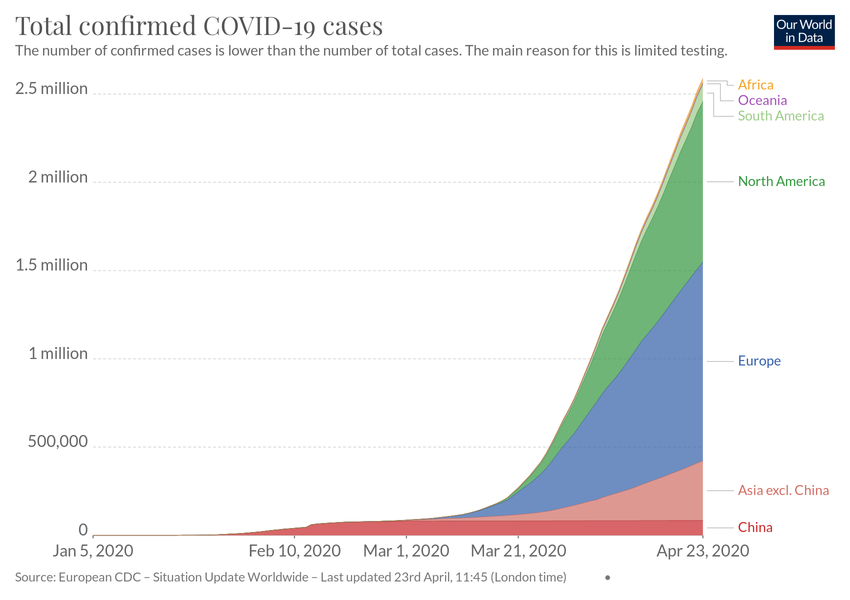 Total confirmed COVID-19 cases
Our World
in Data
The number of confirmed cases is lower than the number of total cases. The main reason for this is limited testing.
2.5 million
2 million
1.5 million
1 million
500,000
0
Africa
Oceania
South America
North America
Europe
Asia excl. China
China
Jan 5, 2020
Feb 10, 2020
Mar 1, 2020
Mar 21, 2020
Apr 23, 2020
Source: European CDC – Situation Update Worldwide – Last updated 23rd April, 11:45 (London time)